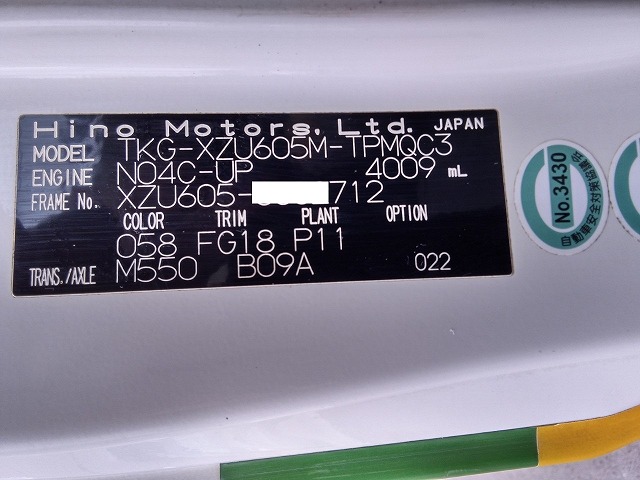 Hino Motors, Ltd. JAPAN
MODEL TKG-XZU605M-TPMQC3
ENGINE N04C-UP 4009 mL
FRAME No. XZU605- 712
COLOR TRIM PLANT OPTION
058 FG18 P11
TRANS./AXLE M550 B09A 022
No.3430
自動車安全対策協議会